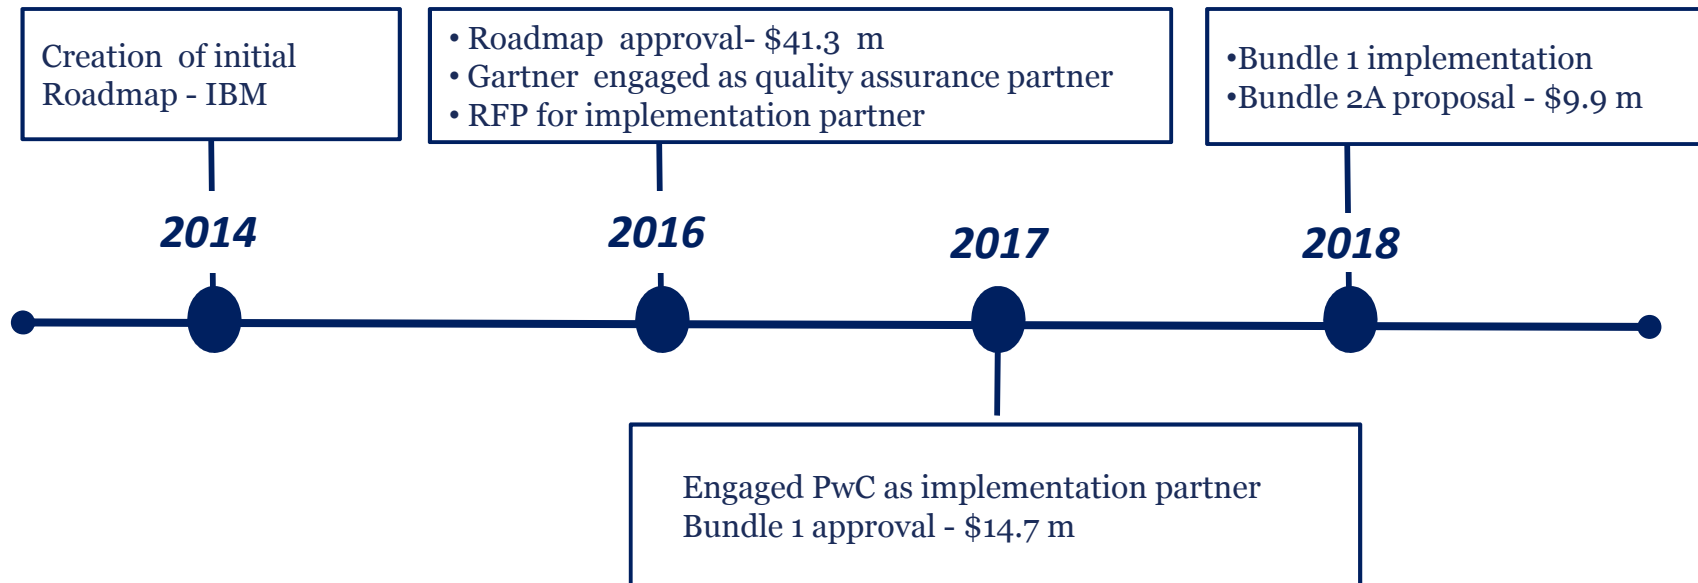 Creation of initial
Roadmap - IBM
• Roadmap approval- $41.3 m
• Gartner engaged as quality assurance partner
• RFP for implementation partner
•Bundle 1 implementation
•Bundle 2A proposal - $9.9 m
2014
2016
2017
2018
Engaged PwC as implementation partner
Bundle 1 approval - $14.7 m